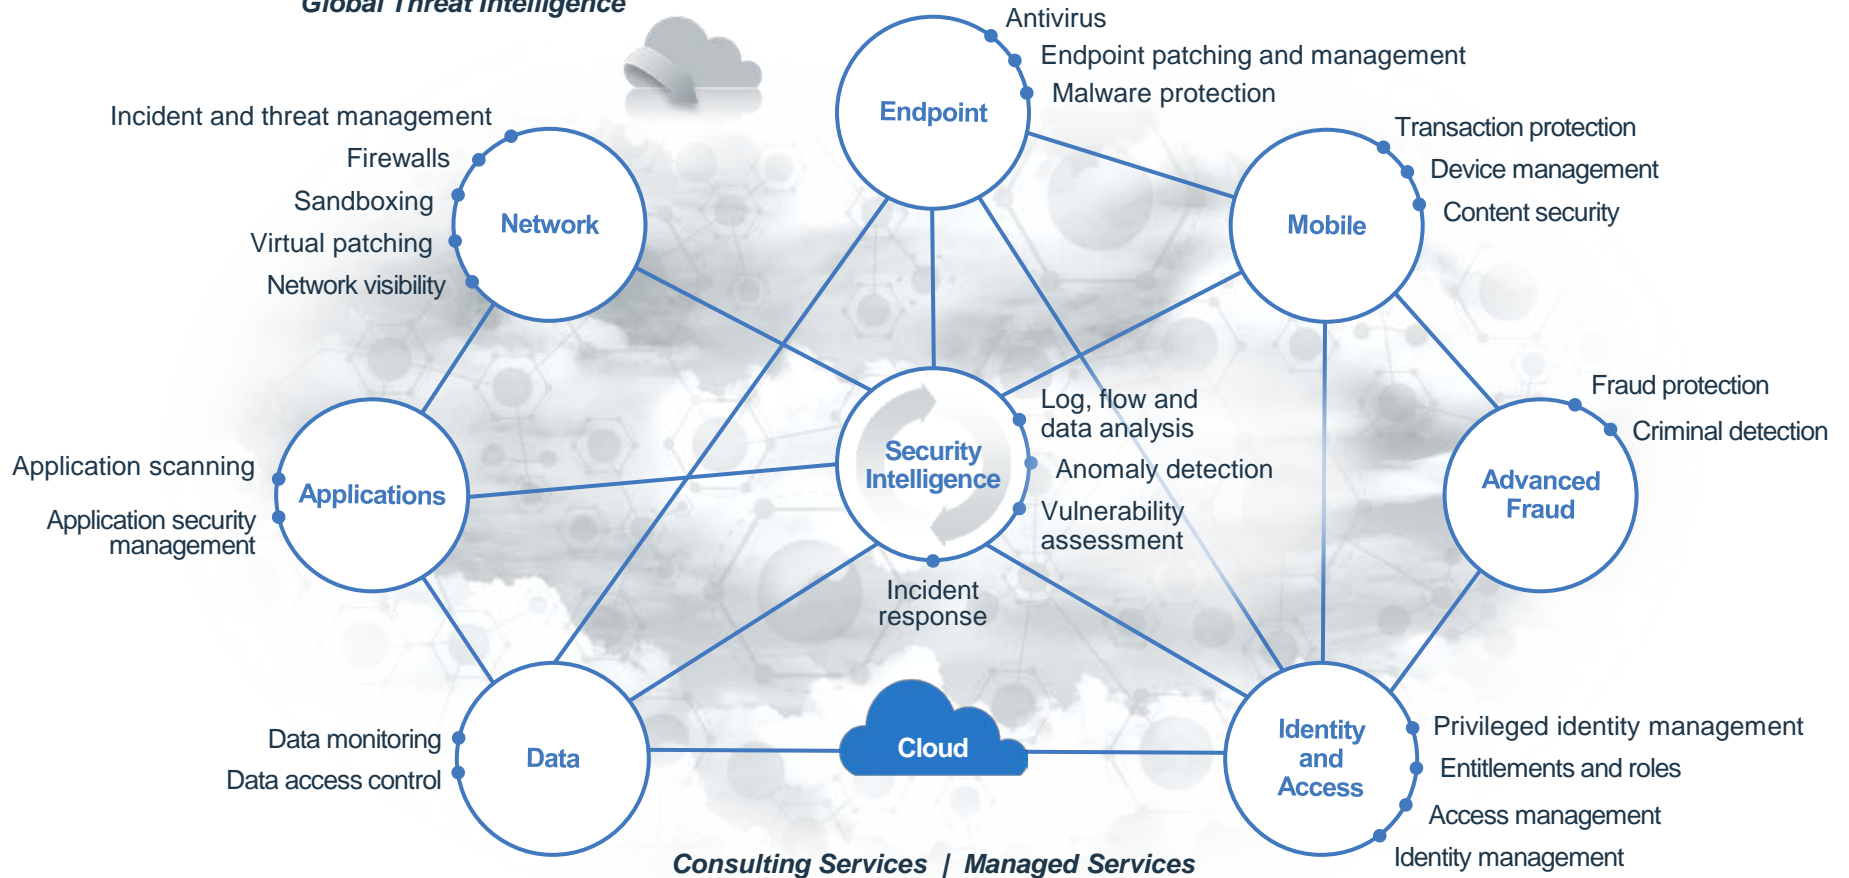 Global Threat Intelligence
Antivirus
Endpoint patching and management
Malware protection
Endpoint
Incident and threat management
Firewalls
Sandboxing
Virtual patching
Network visibility
Network
Transaction protection
Device management
Content security
Mobile
Fraud protection
Criminal detection
Advanced
Fraud
Log, flow and
data analysis
Anomaly detection
Vulnerability
assessment
Security
Intelligence
Incident
response
Application scanning
Application security
management
Applications
Data monitoring
Data access control
Data
Cloud
Identity
and
Access
Privileged identity management
Entitlements and roles
Access management
Identity management
Consulting Services | Managed Services